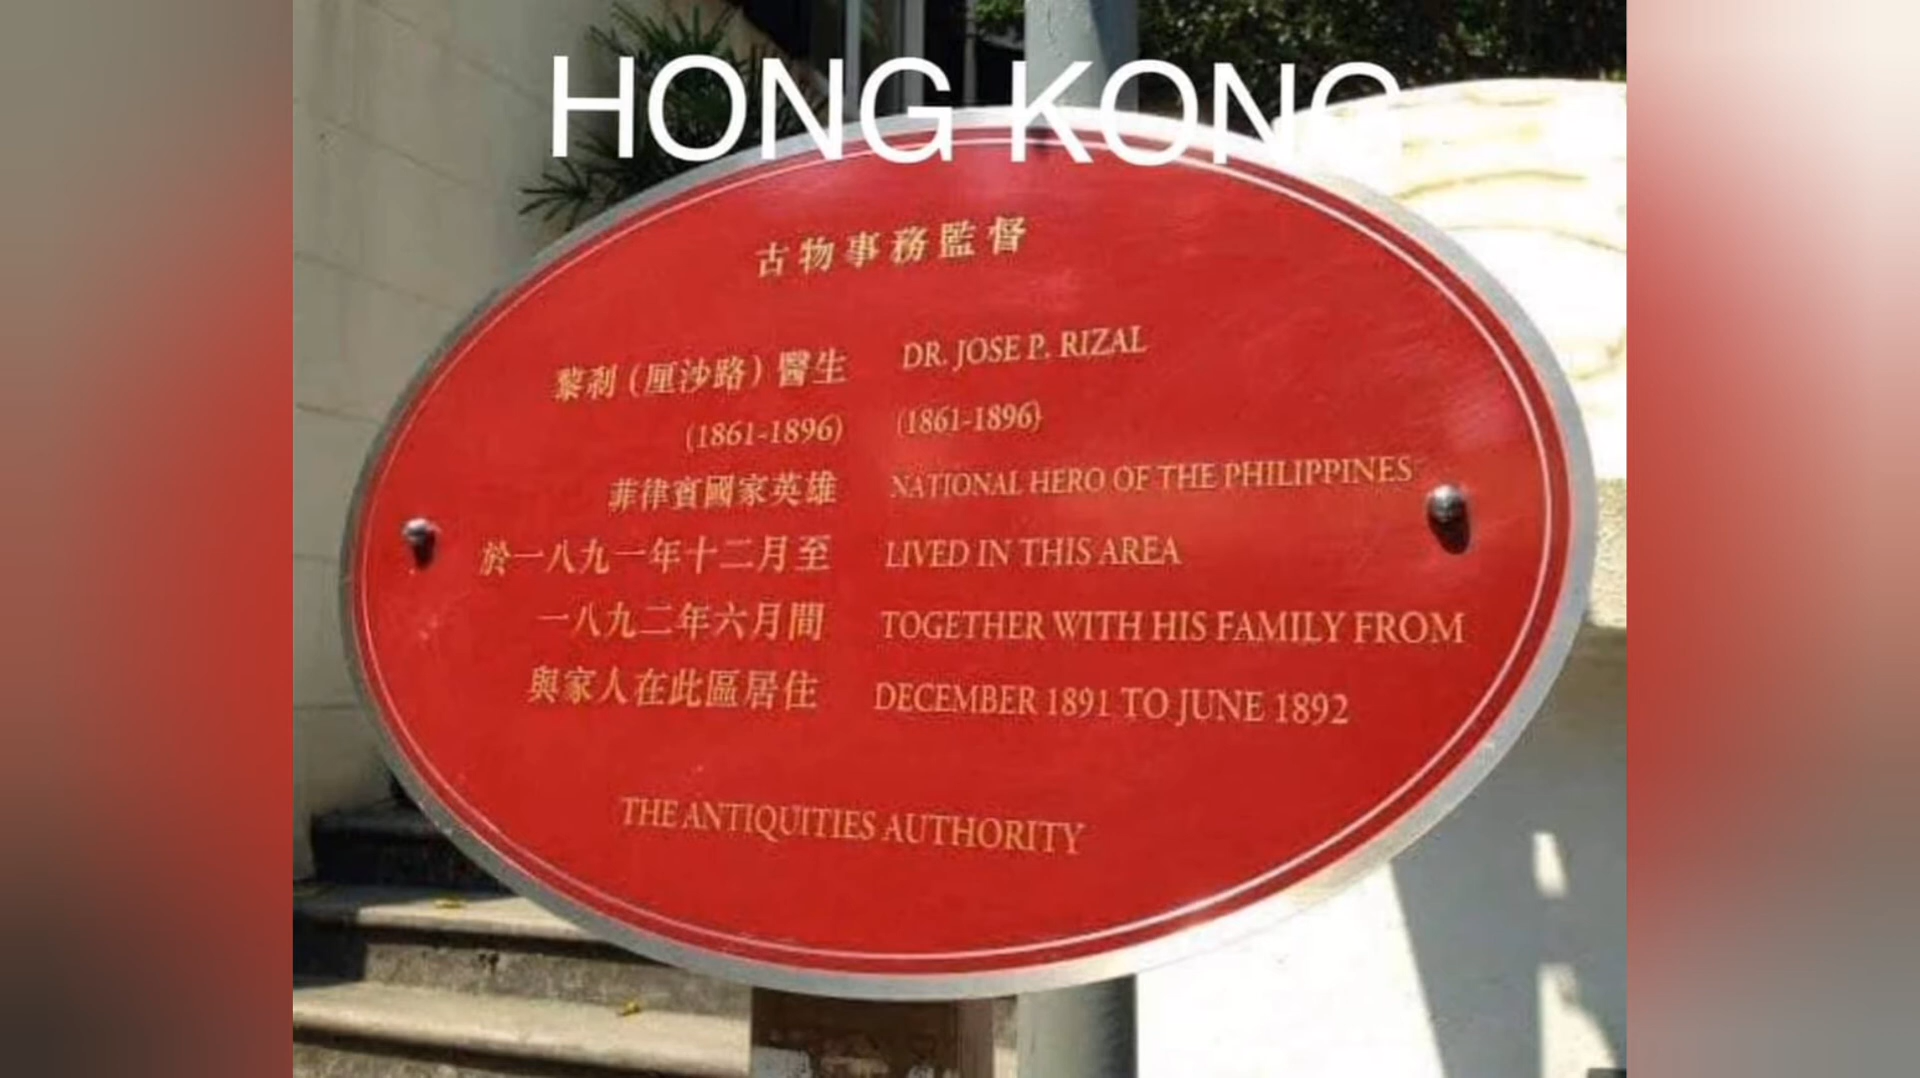 HONG KONG
古物事務監督
黎剎（厘沙路）醫生
(1861-1896)
菲律賓國家英雄
於一八九一年十二月至
一八九二年六月間
與家人在此區居住
DR. JOSE P. RIZAL
(1861-1896)
NATIONAL HERO OF THE PHILIPPINES
LIVED IN THIS AREA
TOGETHER WITH HIS FAMILY FROM
DECEMBER 1891 TO JUNE 1892
THE ANTIQUITIES AUTHORITY